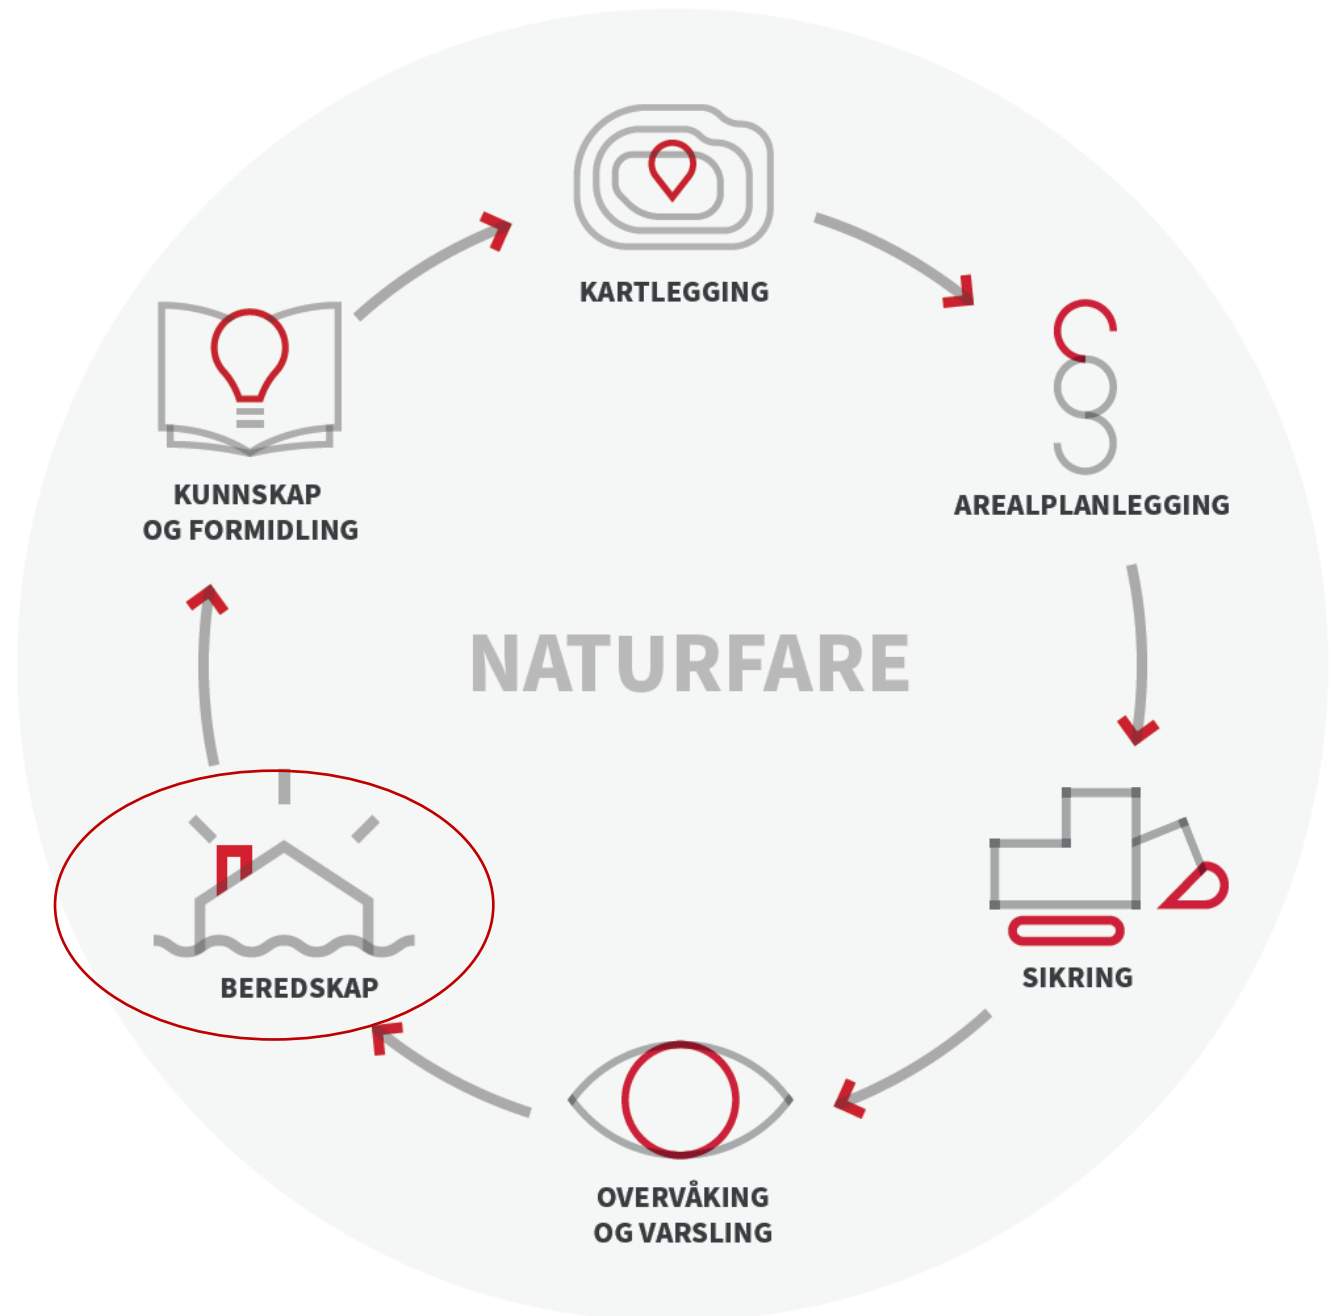 KARTLEGGING
AREALPLANLEGGING
SIKRING
OVERVÅKING
OG VARSLING
BEREDSKAP
KUNNSKAP
OG FORMIDLING
NATURFARE